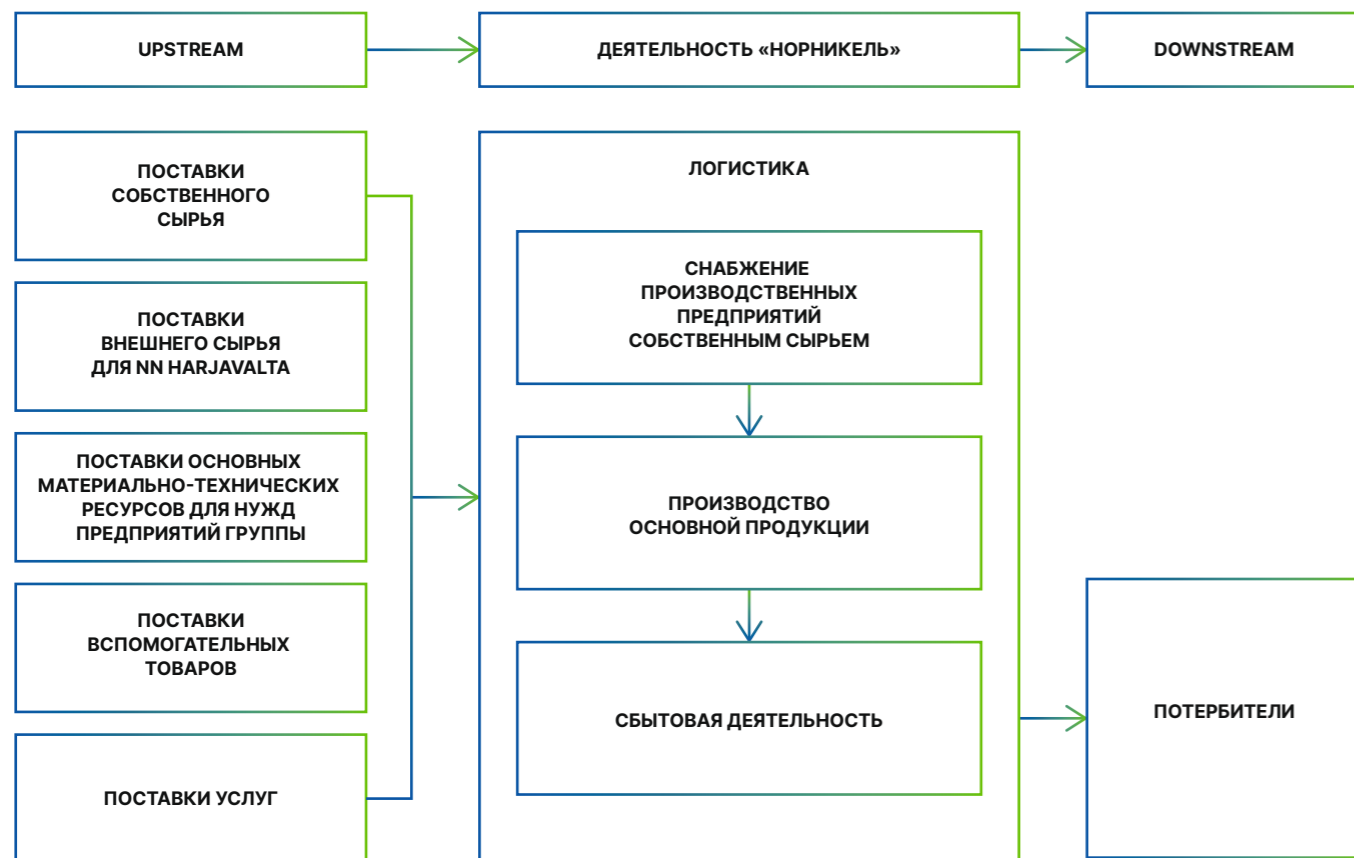 UPSTREAM
ДЕЯТЕЛЬНОСТЬ «НОРНИКЕЛЬ»
DOWNSTREAM
ПОСТАВКИ
СОБСТВЕННОГО
СЫРЬЯ
ПОСТАВКИ
ВНЕШНЕГО СЫРЬЯ
ДЛЯ NN HARJAVALTA
ПОСТАВКИ ОСНОВНЫХ
МАТЕРИАЛЬНО-ТЕХНИЧЕСКИХ
РЕСУРСОВ ДЛЯ НУЖД
ПРЕДПРИЯТИЙ ГРУППЫ
ПОСТАВКИ
ВСПОМОГАТЕЛЬНЫХ
ТОВАРОВ
ПОСТАВКИ УСЛУГ
ЛОГИСТИКА
СНАБЖЕНИЕ
ПРОИЗВОДСТВЕННЫХ
ПРЕДПРИЯТИЙ
СОБСТВЕННЫМ СЫРЬЕМ
ПРОИЗВОДСТВО
ОСНОВНОЙ ПРОДУКЦИИ
СБЫТОВАЯ ДЕЯТЕЛЬНОСТЬ
ПОТЕРБИТЕЛИ